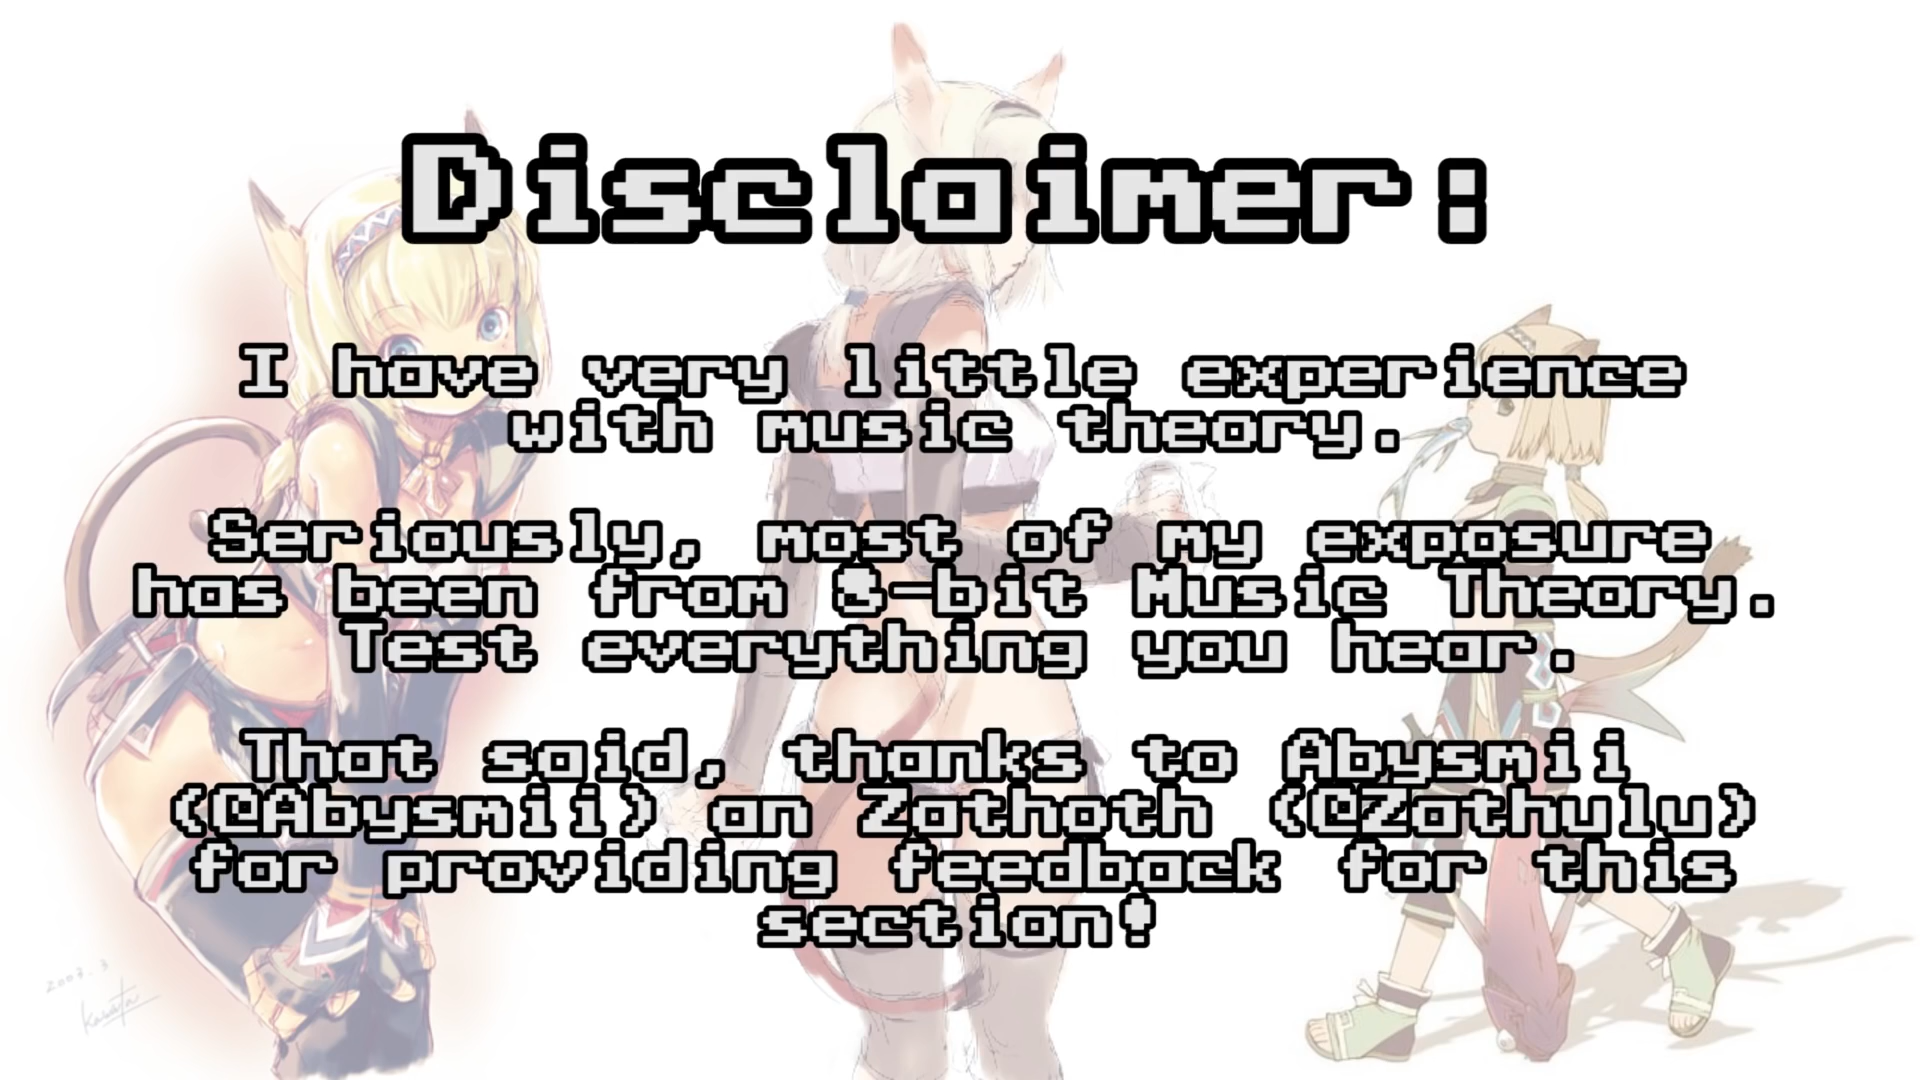 Disclaimer:
I have very little experience
with music theory.
Seriously, most of my exposure
has been from 8-bit Music Theory.
Test everything you hear.
That said, thanks to Abysmii
(@Abysmii) an Zathoth (@Zathulu)
for providing feedback for this
section!
2003.3